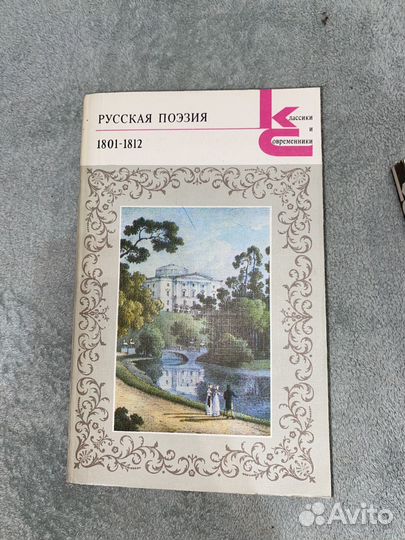 РУССКАЯ ПОЭЗИЯ
1801-1812
Классики
и
Современники
Avito